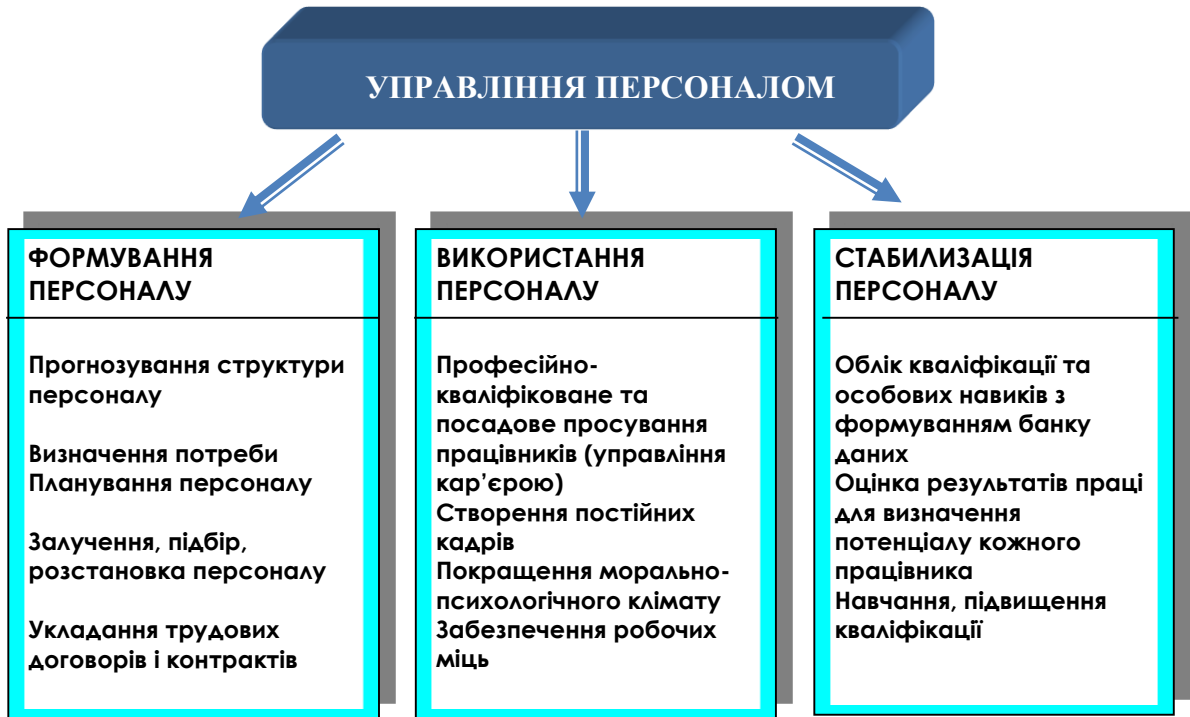 УПРАВЛІННЯ ПЕРСОНАЛОМ
ФОРМУВАННЯ
ПЕРСОНАЛУ
Прогнозування структури
персоналу
Визначення потреби
Планування персоналу
Залучення, підбір,
розстановка персоналу
Укладання трудових
договорів і контрактів
ВИКОРИСТАННЯ
ПЕРСОНАЛУ
Професійно-
кваліфіковане та
посадове просування
працівників (управління
кар’єрою)
Створення постійних
кадрів
Покращення морально-
психологічного клімату
Забезпечення робочих
міць
СТАБИЛИЗАЦІЯ
ПЕРСОНАЛУ
Облік кваліфікації та
особових навиків з
формуванням банку
даних
Оцінка результатів праці
для визначення
потенціалу кожного
працівника
Навчання, підвищення
кваліфікації